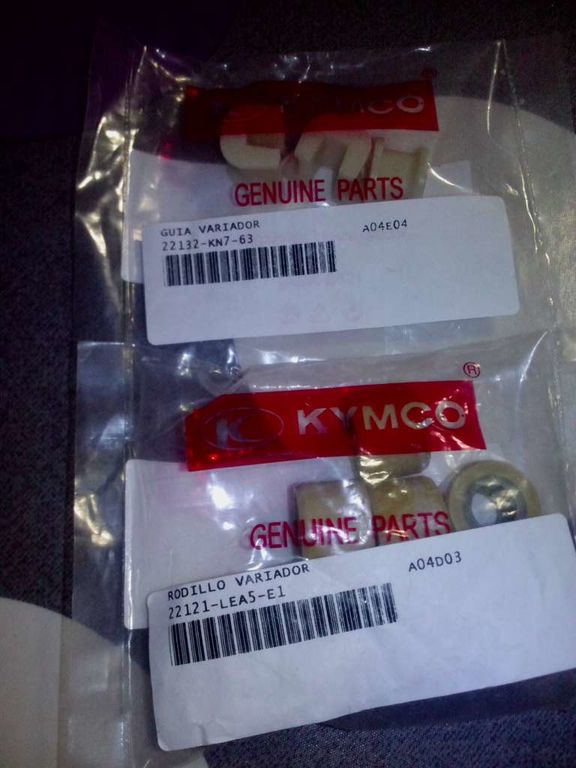 KYMCO
®
GENUINE PARTS
GUIA VARIADOR A04E04
22132-KN7-63
®
K KYMCO
GENUINE PARTS
RODILLO VARIADOR A04D03
22121-LEA5-E1